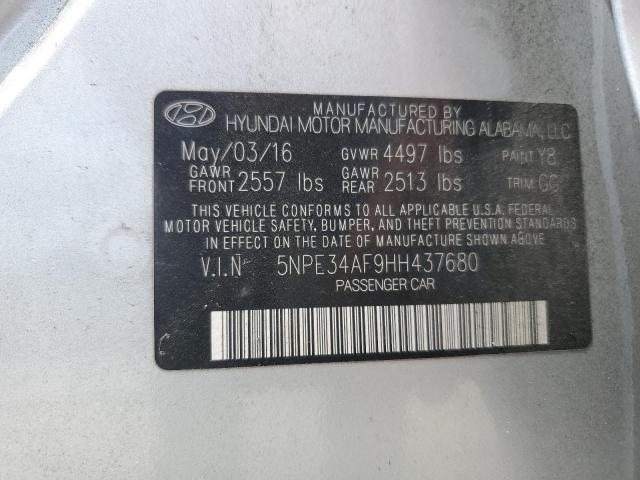 MANUFACTURED BY
HYUNDAI MOTOR MANUFACTURING ALABAMA, LLC
May/03/16 GVWR 4497 lbs PAINT Y8
GAWR FRONT 2557 lbs GAWR REAR 2513 lbs TRIM GG
THIS VEHICLE CONFORMS TO ALL APPLICABLE U.S.A. FEDERAL
MOTOR VEHICLE SAFETY, BUMPER, AND THEFT PREVENTION STANDARDS
IN EFFECT ON THE DATE OF MANUFACTURE SHOWN ABOVE.
V.I.N 5NPE34AF9HH437680
PASSENGER CAR